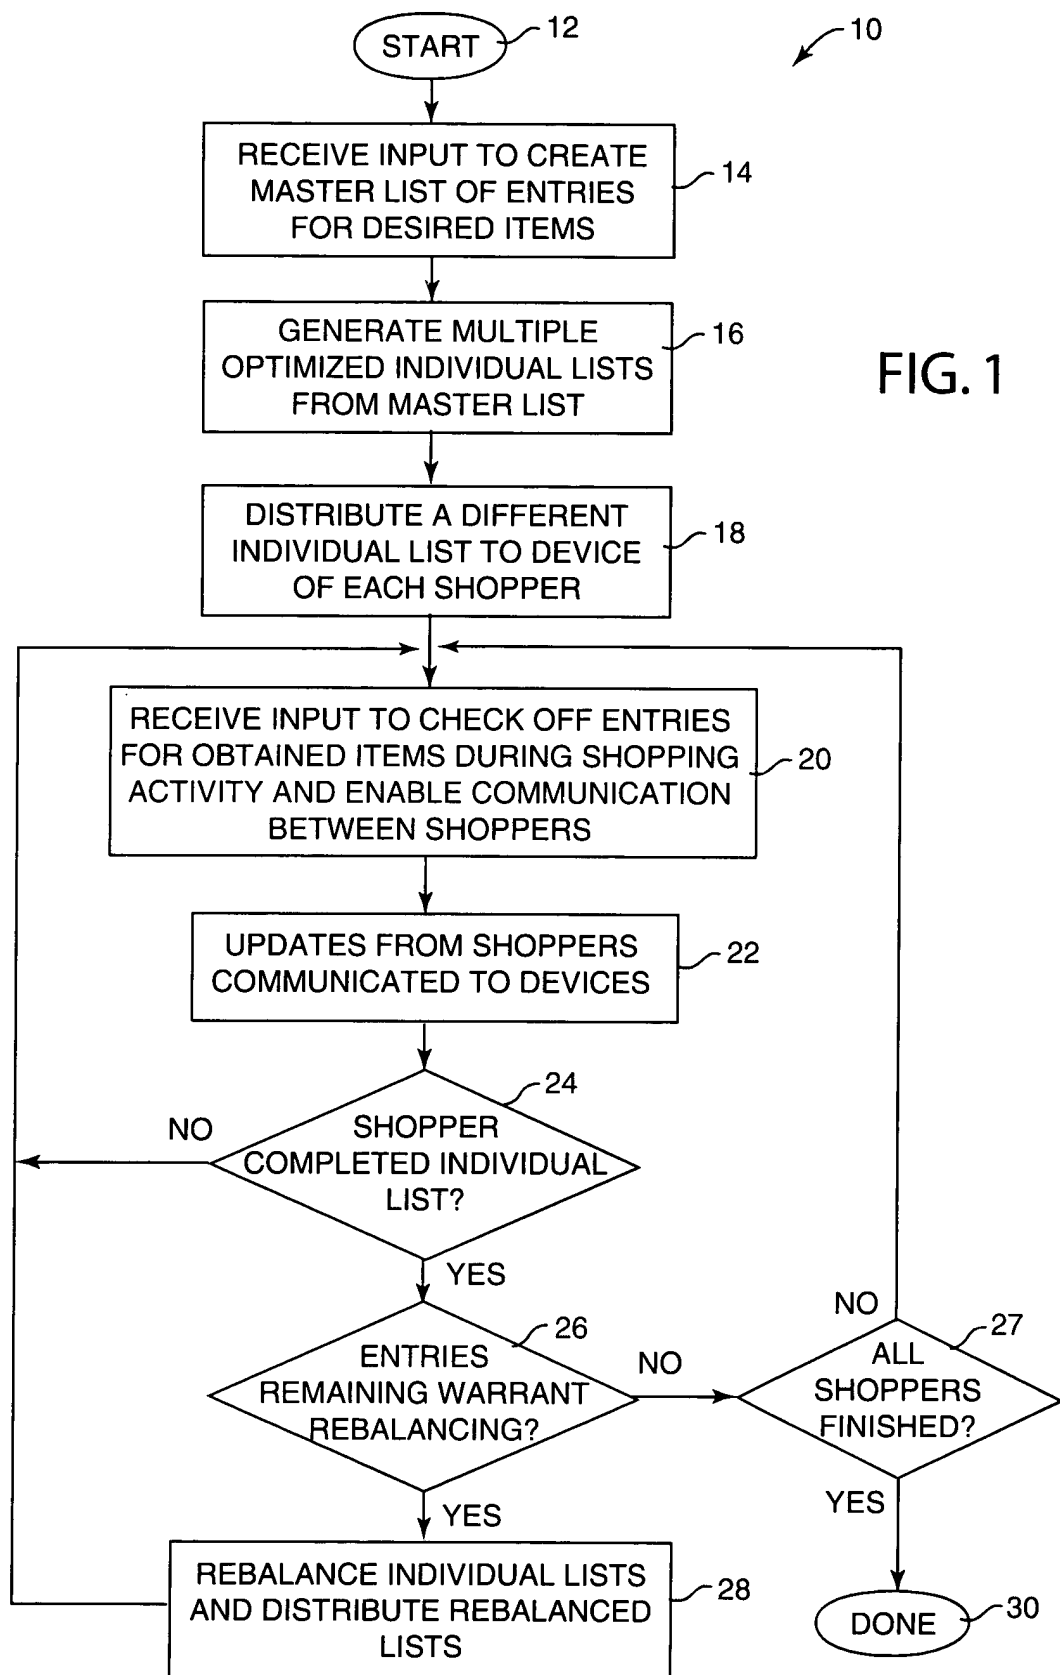 START
12
10
RECEIVE INPUT TO CREATE
MASTER LIST OF ENTRIES
FOR DESIRED ITEMS
14
GENERATE MULTIPLE
OPTIMIZED INDIVIDUAL LISTS
FROM MASTER LIST
16
FIG. 1
DISTRIBUTE A DIFFERENT
INDIVIDUAL LIST TO DEVICE
OF EACH SHOPPER
18
RECEIVE INPUT TO CHECK OFF ENTRIES
FOR OBTAINED ITEMS DURING SHOPPING
ACTIVITY AND ENABLE COMMUNICATION
BETWEEN SHOPPERS
20
UPDATES FROM SHOPPERS
COMMUNICATED TO DEVICES
22
24
NO
SHOPPER
COMPLETED INDIVIDUAL
LIST?
YES
26
ENTRIES
REMAINING WARRANT
REBALANCING?
NO
NO
27
ALL
SHOPPERS
FINISHED?
YES
YES
REBALANCE INDIVIDUAL LISTS
AND DISTRIBUTE REBALANCED
LISTS
28
DONE
30